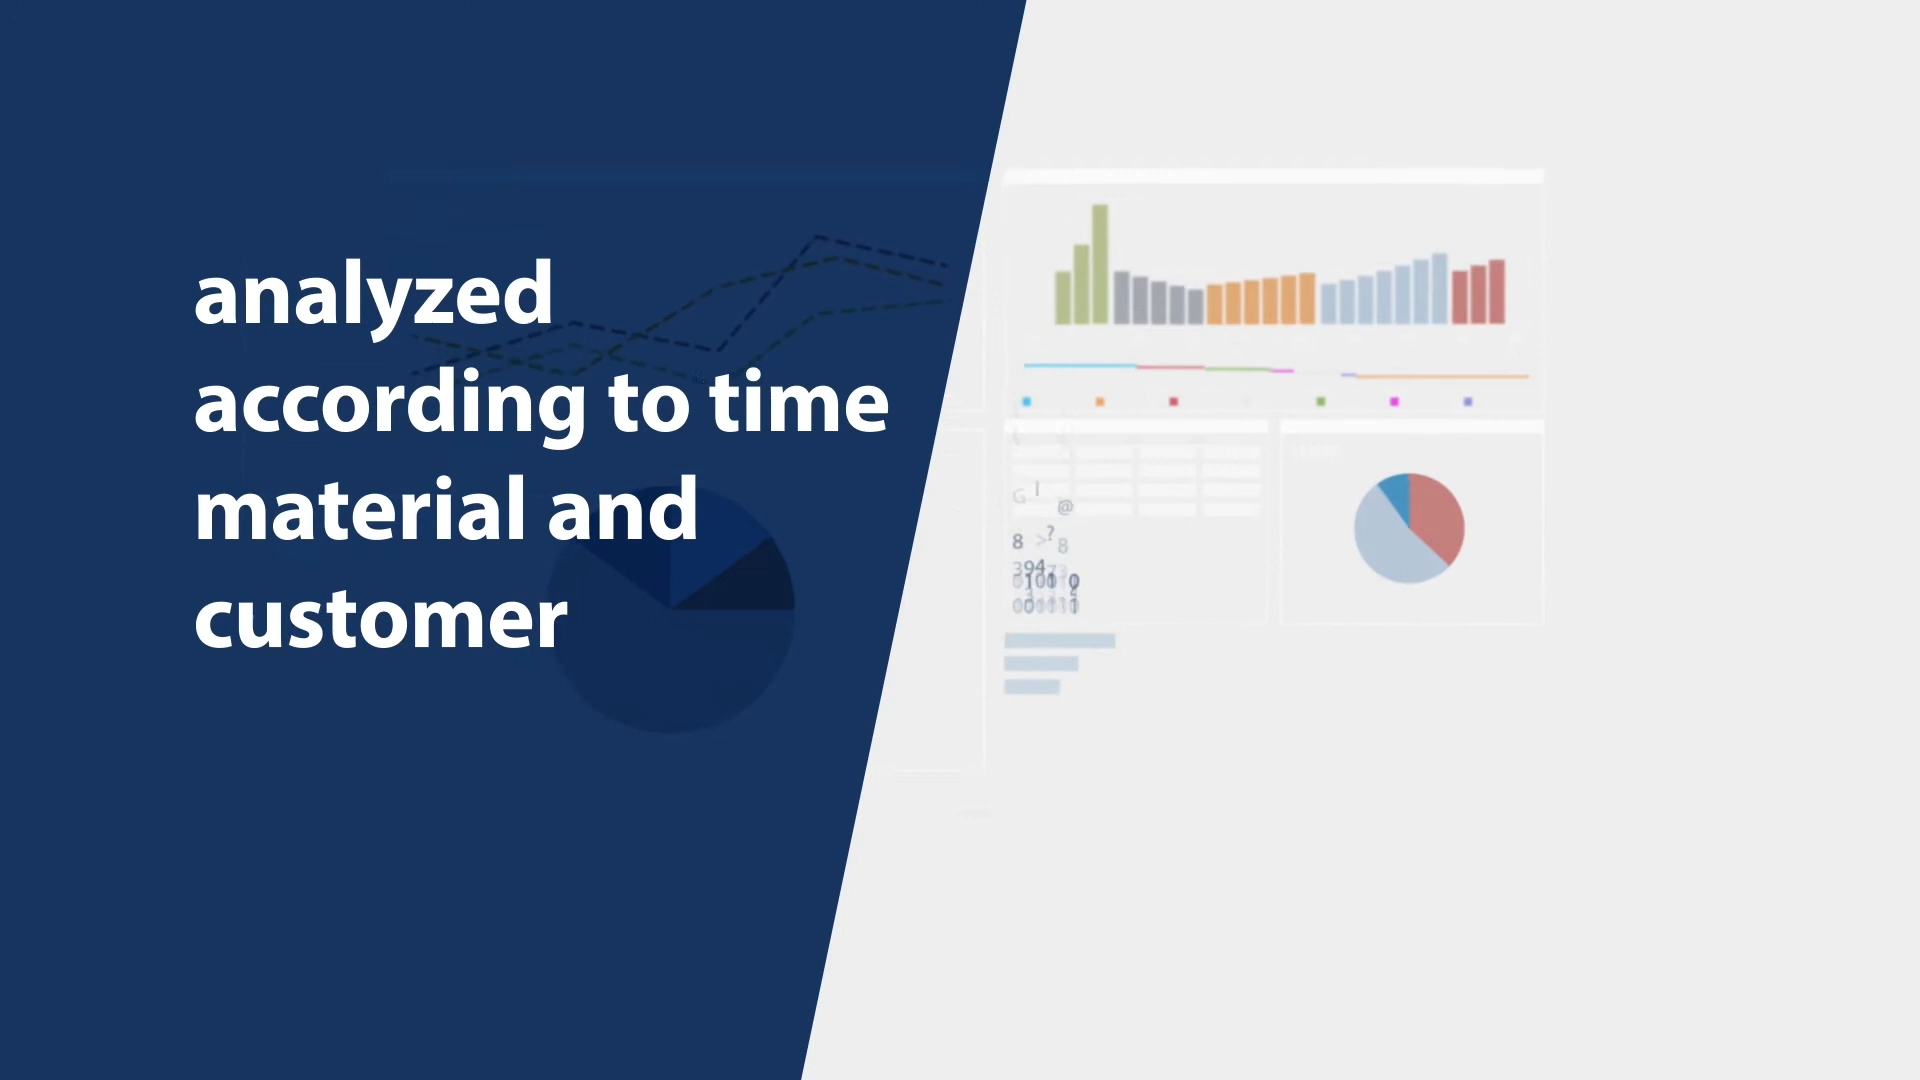 analyzed
according to time
material and
customer